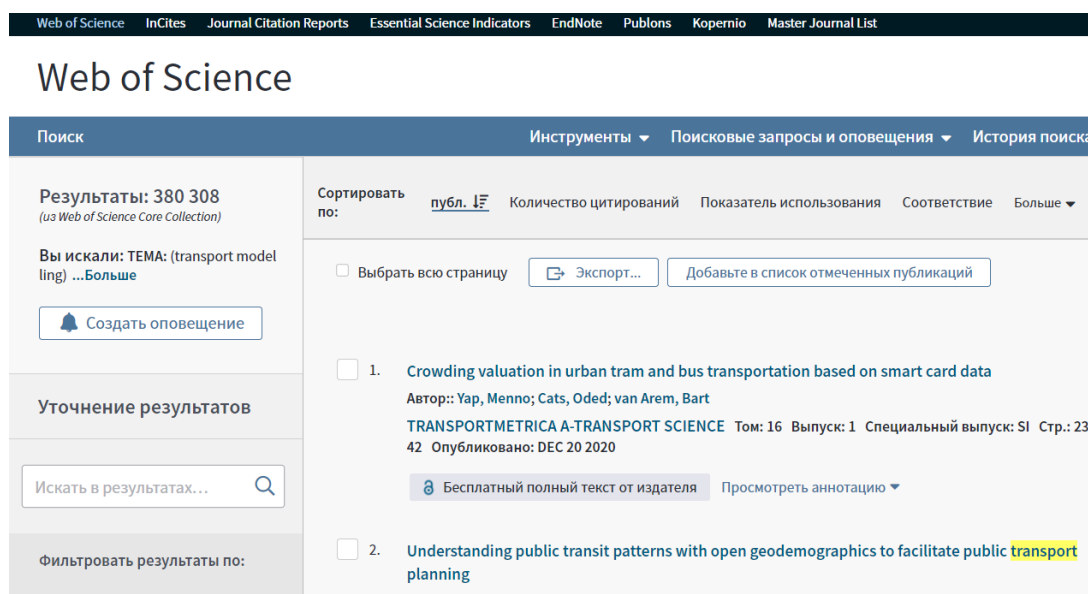 Web of Science InCites Journal Citation Reports Essential Science Indicators EndNote Publons Kopernio Master Journal List
Web of Science
Поиск Инструменты Поисковые запросы и оповещения История поиска
Результаты: 380 308
(из Web of Science Core Collection)
Вы искали: ТЕМА: (transport model
ling) ...Больше
Создать оповещение
Уточнение результатов
Искать в результатах...
Фильтровать результаты по:
Сортировать
по:
публ. Количество цитирований Показатель использования Соответствие Больше
Выбрать всю страницу Экспорт... Добавьте в список отмеченных публикаций
1. Crowding valuation in urban tram and bus transportation based on smart card data
Автор:: Yap, Menno; Cats, Oded; van Arem, Bart
TRANSPORTMETRICA A-TRANSPORT SCIENCE Том: 16 Выпуск: 1 Специальный выпуск: SI Стр.: 23
42 Опубликовано: DEC 20 2020
Бесплатный полный текст от издателя Просмотреть аннотацию
2. Understanding public transit patterns with open geodemographics to facilitate public transport
planning